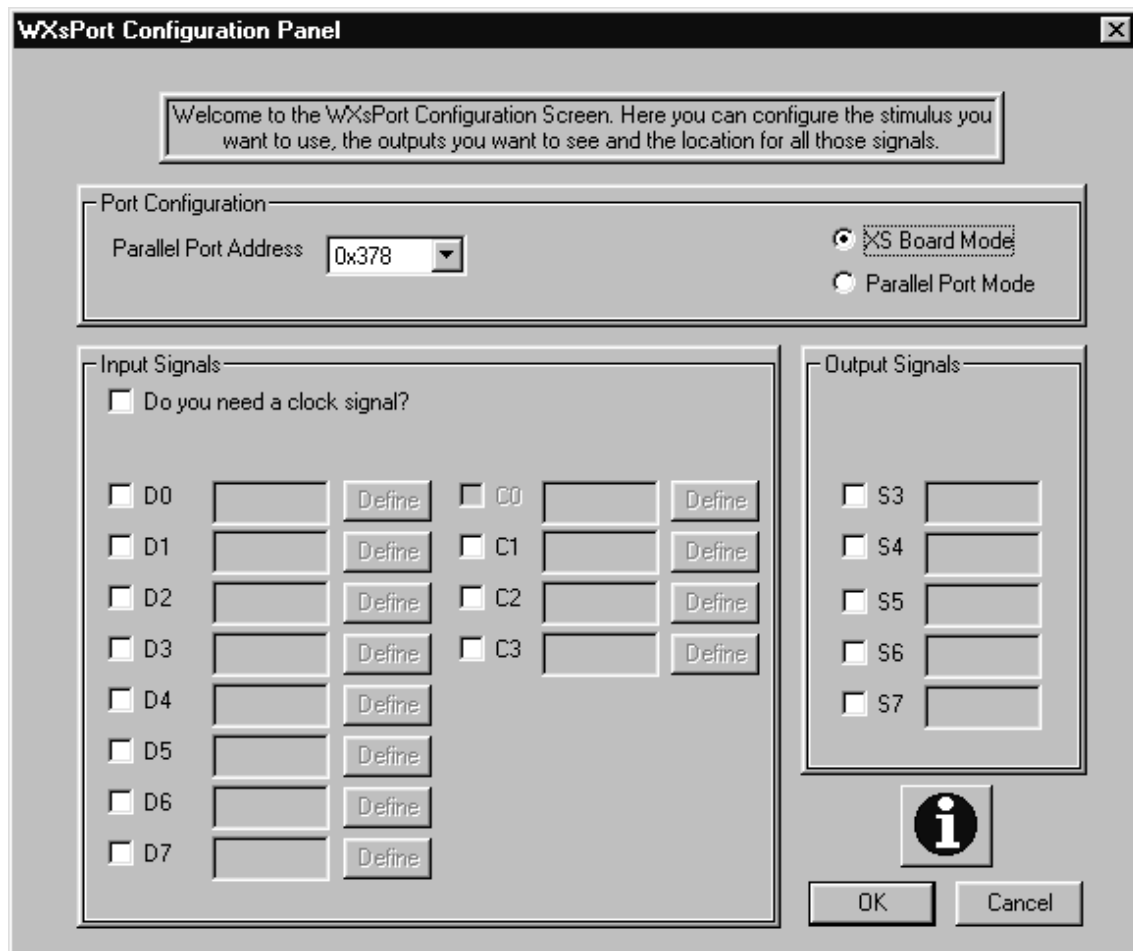 WXsPort Configuration Panel
Welcome to the WXsPort Configuration Screen. Here you can configure the stimulus you
want to use, the outputs you want to see and the location for all those signals.
Port Configuration
Parallel Port Address
0x378
XS Board Mode
Parallel Port Mode
Input Signals
Do you need a clock signal?
D0 Define C0 Define
D1 Define C1 Define
D2 Define C2 Define
D3 Define C3 Define
D4 Define
D5 Define
D6 Define
D7 Define
Output Signals
S3
S4
S5
S6
S7
i
OK
Cancel